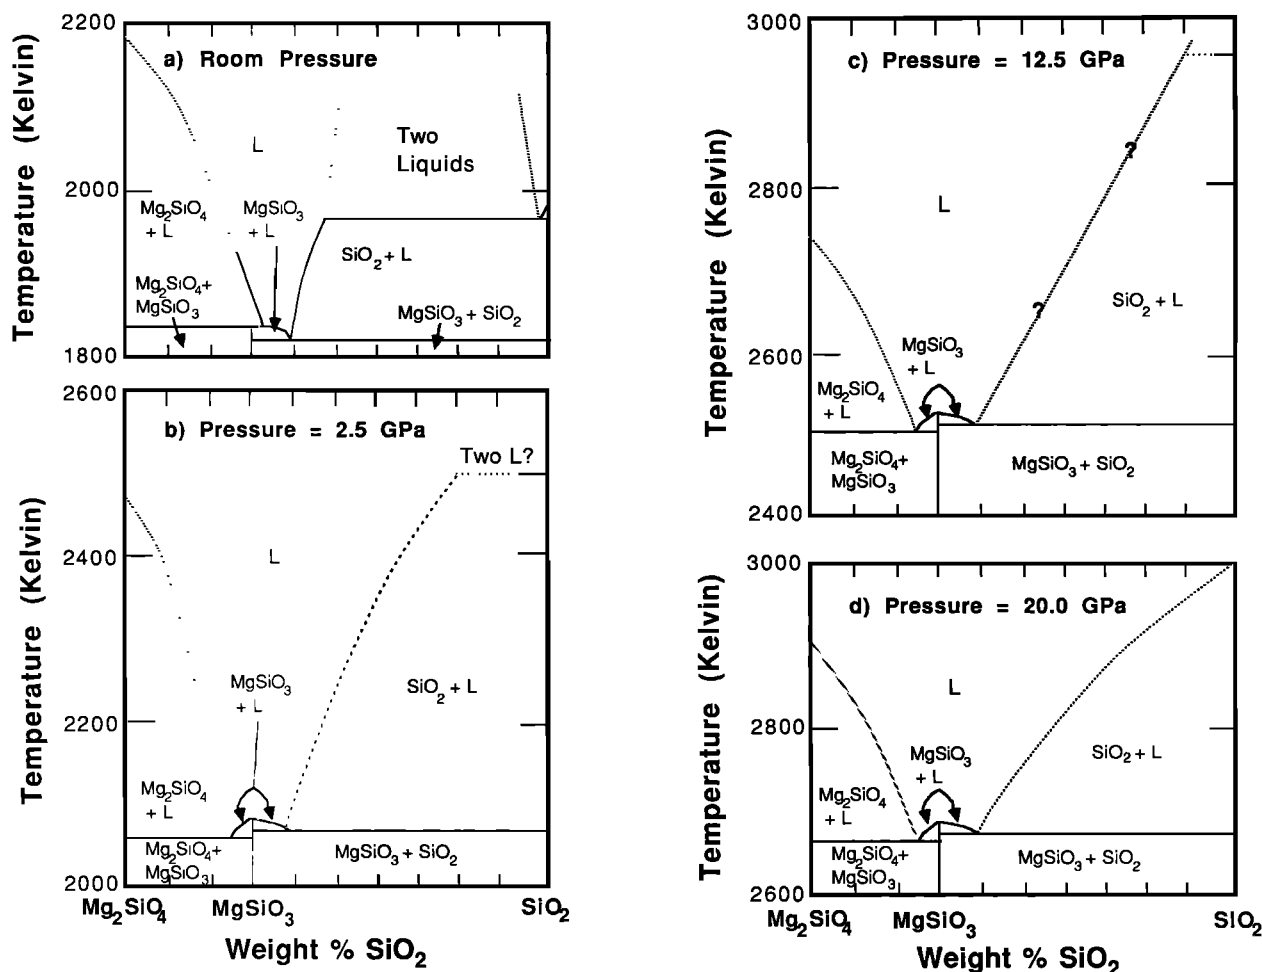 a) Room Pressure
Temperature (Kelvin)
2200
2000
1800
L
Two
Liquids
Mg₂SiO₄
+ L
MgSiO₃
+ L
SiO₂ + L
Mg₂SiO₄+
MgSiO₃
MgSiO₃ + SiO₂
b) Pressure = 2.5 GPa
Temperature (Kelvin)
2600
2400
2200
2000
Two L?
L
MgSiO₃
+ L
SiO₂ + L
Mg₂SiO₄
+ L
Mg₂SiO₄+
MgSiO₃
MgSiO₃ + SiO₂
Mg₂SiO₄
MgSiO₃
SiO₂
Weight % SiO₂
c) Pressure = 12.5 GPa
Temperature (Kelvin)
3000
2800
2600
2400
?
L
?
SiO₂ + L
MgSiO₃
+ L
Mg₂SiO₄
+ L
Mg₂SiO₄+
MgSiO₃
MgSiO₃ + SiO₂
d) Pressure = 20.0 GPa
Temperature (Kelvin)
3000
2800
2600
L
MgSiO₃
+ L
SiO₂ + L
Mg₂SiO₄
+ L
Mg₂SiO₄+
MgSiO₃
MgSiO₃ + SiO₂
Mg₂SiO₄
MgSiO₃
SiO₂
Weight % SiO₂